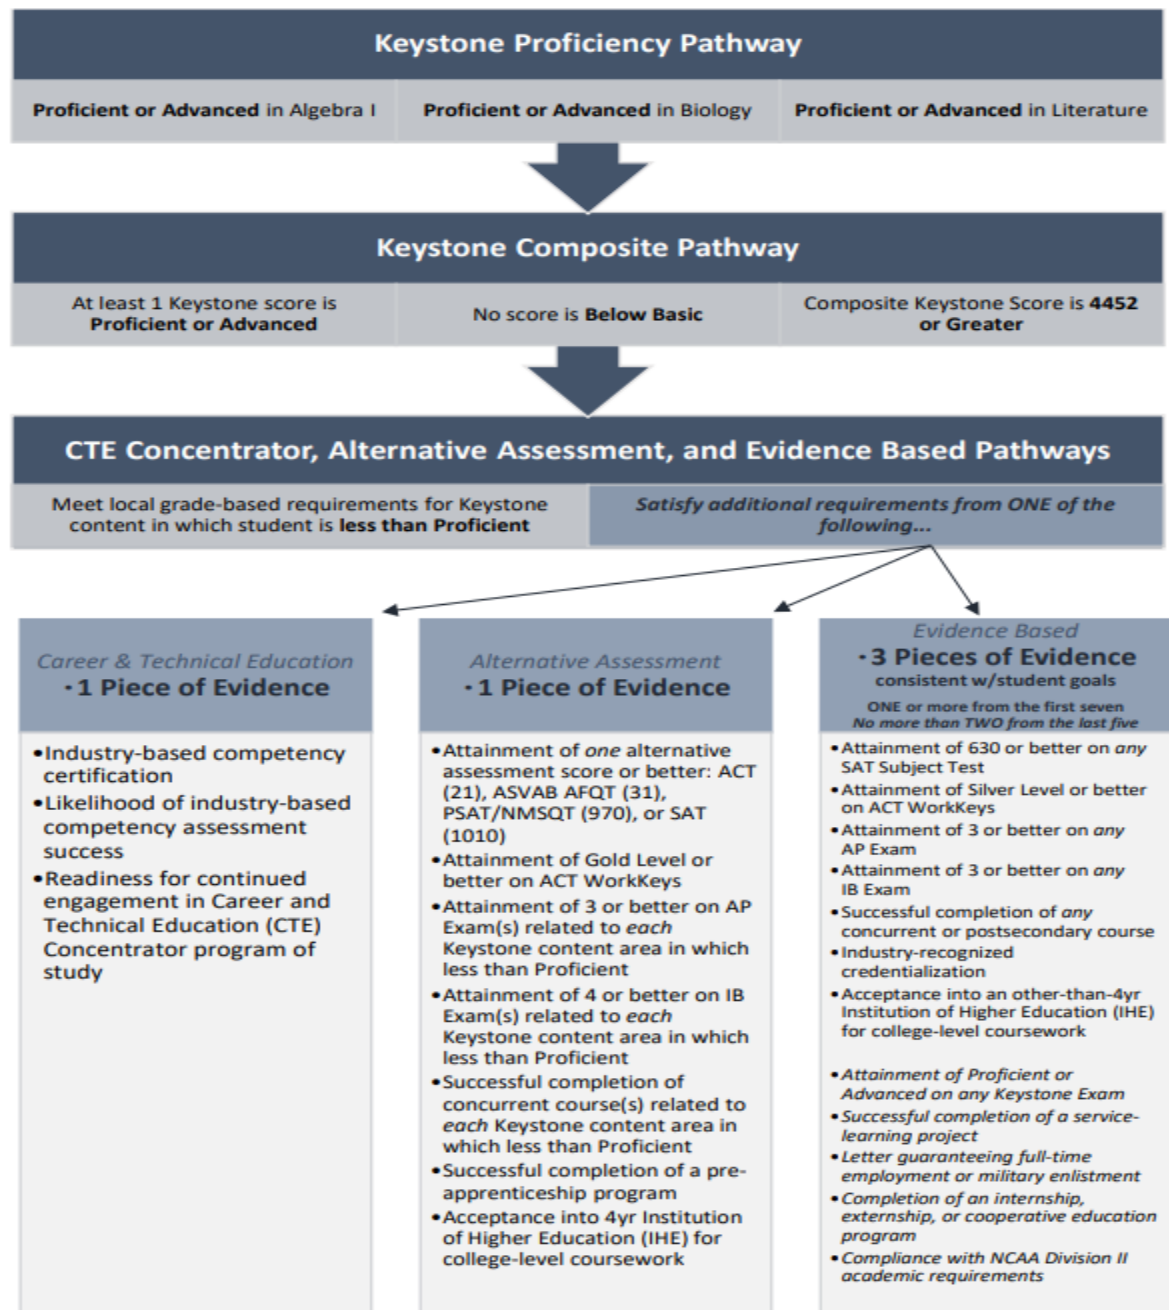 Keystone Proficiency Pathway
Proficient or Advanced in Algebra I
Proficient or Advanced in Biology
Proficient or Advanced in Literature
Keystone Composite Pathway
At least 1 Keystone score is
Proficient or Advanced
No score is Below Basic
Composite Keystone Score is 4452
or Greater
CTE Concentrator, Alternative Assessment, and Evidence Based Pathways
Meet local grade-based requirements for Keystone
content in which student is less than Proficient
Satisfy additional requirements from ONE of the
following...
Career & Technical Education
· 1 Piece of Evidence
•Industry-based competency
certification
•Likelihood of industry-based
competency assessment
success
•Readiness for continued
engagement in Career and
Technical Education (CTE)
Concentrator program of
study
Alternative Assessment
· 1 Piece of Evidence
•Attainment of one alternative
assessment score or better: ACT
(21), ASVAB AFQT (31),
PSAT/NMSQT (970), or SAT
(1010)
•Attainment of Gold Level or
better on ACT WorkKeys
•Attainment of 3 or better on AP
Exam(s) related to each
Keystone content area in which
less than Proficient
•Attainment of 4 or better on IB
Exam(s) related to each
Keystone content area in which
less than Proficient
•Successful completion of
concurrent course(s) related to
each Keystone content area in
which less than Proficient
•Successful completion of a pre-
apprenticeship program
•Acceptance into 4yr Institution
of Higher Education (IHE) for
college-level coursework
Evidence Based
· 3 Pieces of Evidence
consistent w/student goals
ONE or more from the first seven
No more than TWO from the last five
•Attainment of 630 or better on any
SAT Subject Test
•Attainment of Silver Level or better
on ACT WorkKeys
•Attainment of 3 or better on any
AP Exam
•Attainment of 3 or better on any
IB Exam
•Successful completion of any
concurrent or postsecondary course
•Industry-recognized
credentialization
•Acceptance into an other-than-4yr
Institution of Higher Education (IHE)
for college-level coursework
•Attainment of Proficient or
Advanced on any Keystone Exam
•Successful completion of a service-
learning project
•Letter guaranteeing full-time
employment or military enlistment
•Completion of an internship,
externship, or cooperative education
program
•Compliance with NCAA Division II
academic requirements